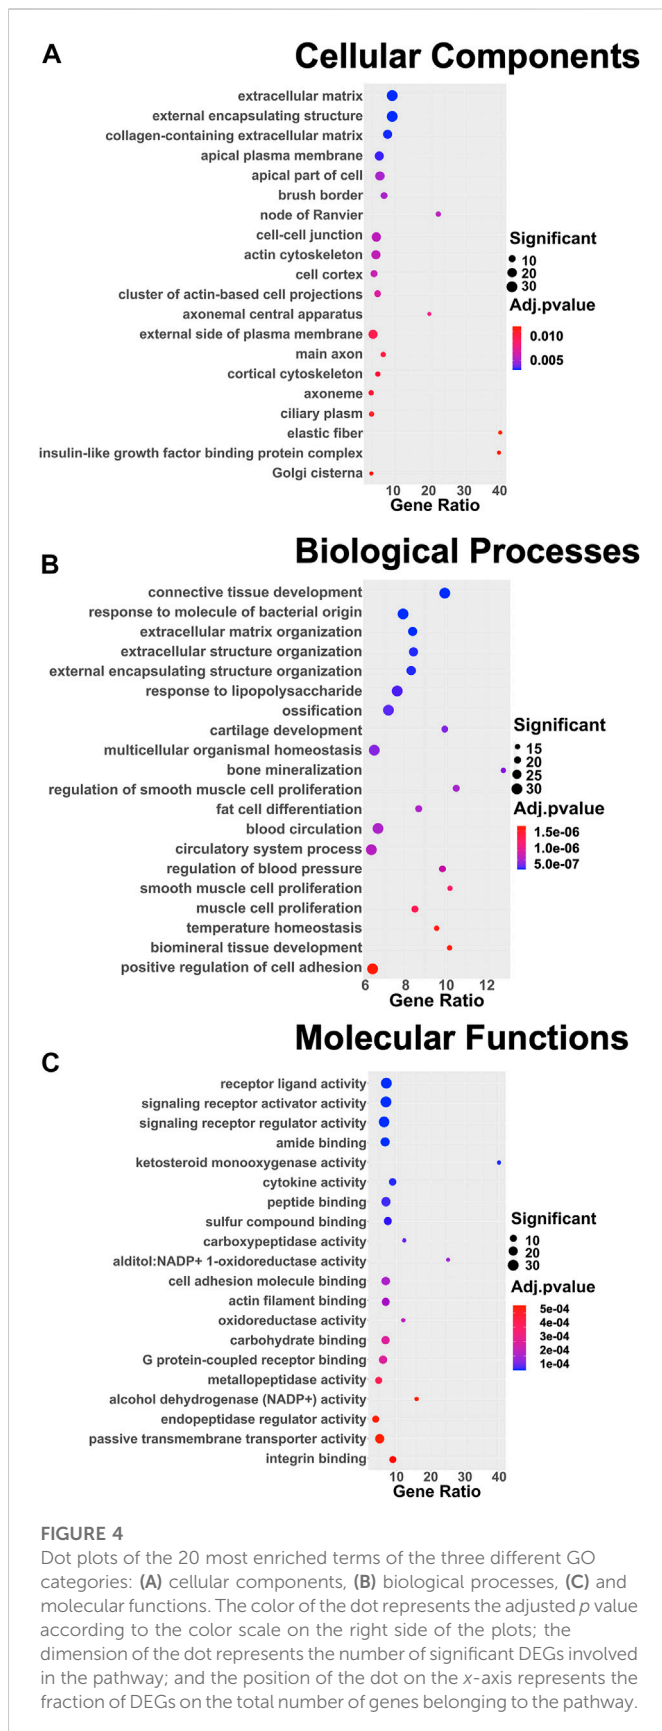 A
Cellular Components
extracellular matrix
external encapsulating structure
collagen-containing extracellular matrix
apical plasma membrane
apical part of cell
brush border
node of Ranvier
cell-cell junction
actin cytoskeleton
cell cortex
cluster of actin-based cell projections
axonemal central apparatus
external side of plasma membrane
main axon
cortical cytoskeleton
axoneme
ciliary plasm
elastic fiber
insulin-like growth factor binding protein complex
Golgi cisterna
10 20 30 40
Gene Ratio
Significant
10
20
30
Adj.pvalue
0.010
0.005
B
Biological Processes
connective tissue development
response to molecule of bacterial origin
extracellular matrix organization
extracellular structure organization
external encapsulating structure organization
response to lipopolysaccharide
ossification
cartilage development
multicellular organismal homeostasis
bone mineralization
regulation of smooth muscle cell proliferation
fat cell differentiation
blood circulation
circulatory system process
regulation of blood pressure
smooth muscle cell proliferation
muscle cell proliferation
temperature homeostasis
biomineral tissue development
positive regulation of cell adhesion
6 8 10 12
Gene Ratio
Significant
15
20
25
30
Adj.pvalue
1.5e-06
1.0e-06
5.0e-07
C
Molecular Functions
receptor ligand activity
signaling receptor activator activity
signaling receptor regulator activity
amide binding
ketosteroid monooxygenase activity
cytokine activity
peptide binding
sulfur compound binding
carboxypeptidase activity
alditol:NADP+ 1-oxidoreductase activity
cell adhesion molecule binding
actin filament binding
oxidoreductase activity
carbohydrate binding
G protein-coupled receptor binding
metallopeptidase activity
alcohol dehydrogenase (NADP+) activity
endopeptidase regulator activity
passive transmembrane transporter activity
integrin binding
10 20 30 40
Gene Ratio
Significant
10
20
30
Adj.pvalue
5e-04
4e-04
3e-04
2e-04
1e-04
FIGURE 4
Dot plots of the 20 most enriched terms of the three different GO
categories: (A) cellular components, (B) biological processes, (C) and
molecular functions. The color of the dot represents the adjusted p value
according to the color scale on the right side of the plots; the
dimension of the dot represents the number of significant DEGs involved
in the pathway; and the position of the dot on the x-axis represents the
fraction of DEGs on the total number of genes belonging to the pathway.